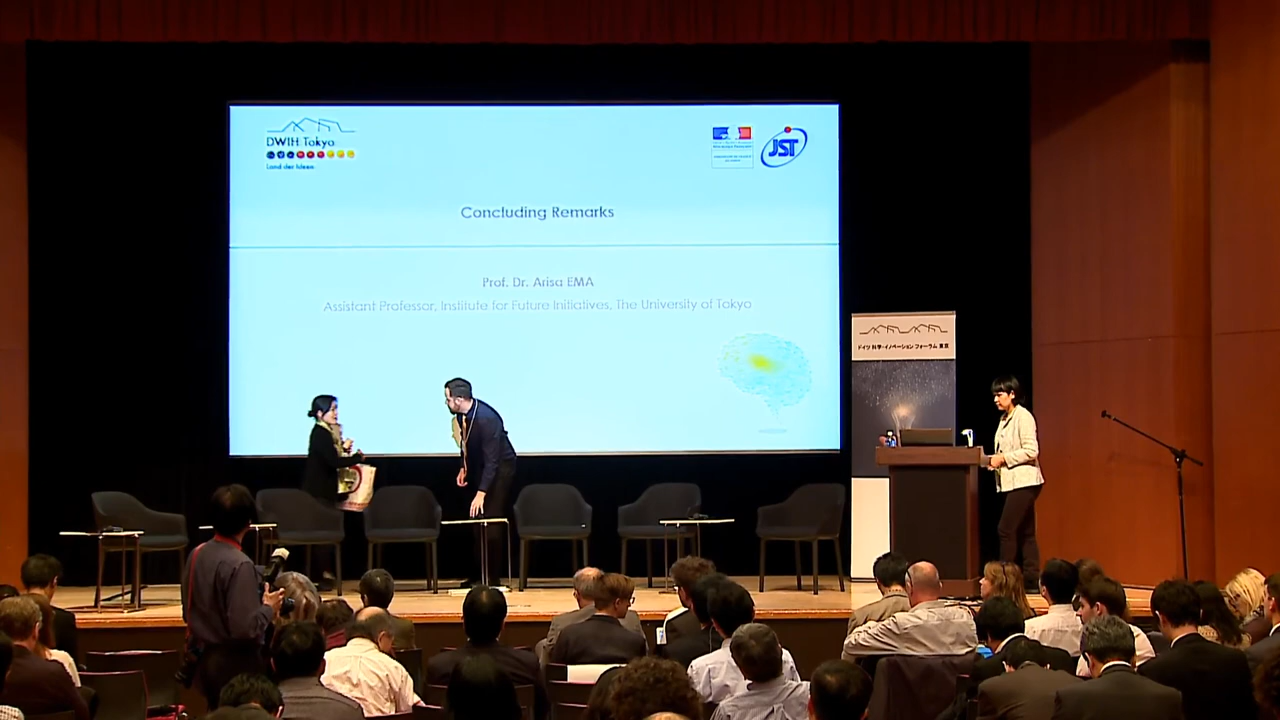 DWIH Tokyo
Land der Ideen
JST
Concluding Remarks
Prof. Dr. Arisa EMA
Assistant Professor, Institute for Future Initiatives, The University of Tokyo
ドイツ 科学・イノベーション フォーラム 東京